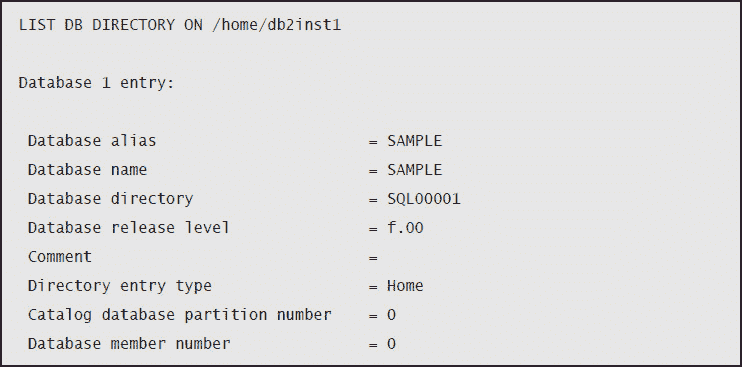 LIST DB DIRECTORY ON /home/db2inst1
Database 1 entry:
Database alias = SAMPLE
Database name = SAMPLE
Database directory = SQL00001
Database release level = f.00
Comment =
Directory entry type = Home
Catalog database partition number = 0
Database member number = 0